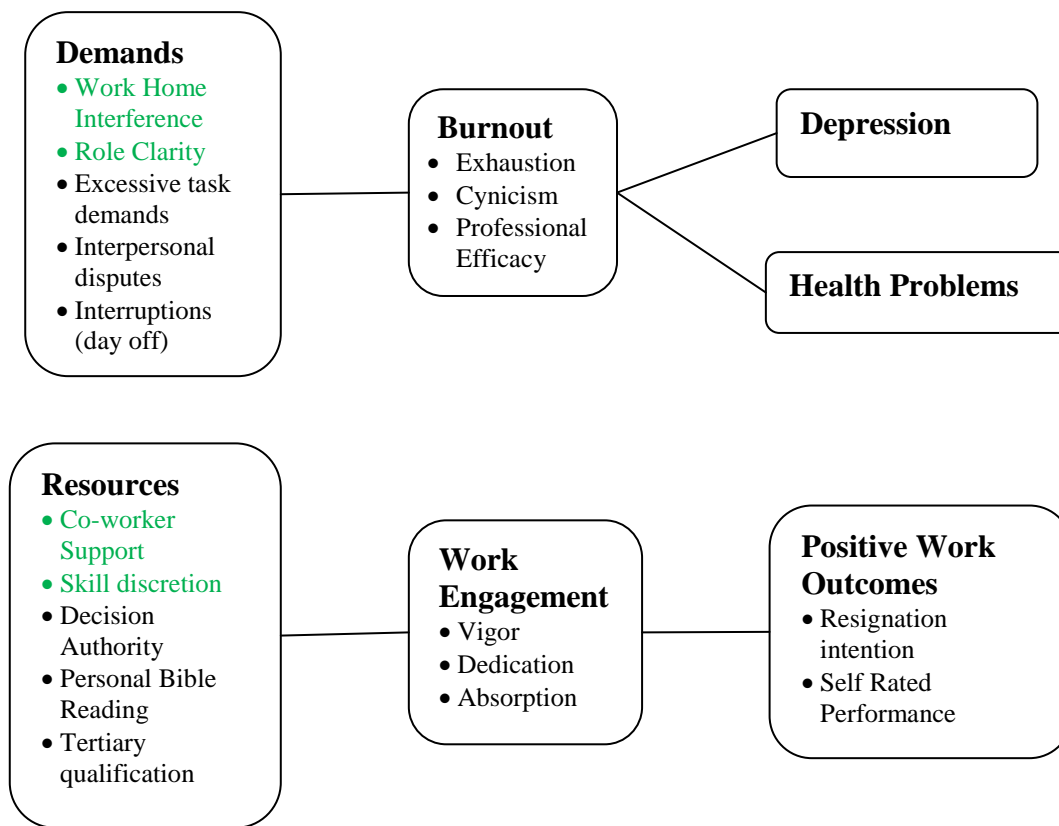 Demands
• Work Home
Interference
• Role Clarity
• Excessive task
demands
• Interpersonal
disputes
• Interruptions
(day off)
Burnout
• Exhaustion
• Cynicism
• Professional
Efficacy
Depression
Health Problems
Resources
• Co-worker
Support
• Skill discretion
• Decision
Authority
• Personal Bible
Reading
• Tertiary
qualification
Work
Engagement
• Vigor
• Dedication
• Absorption
Positive Work
Outcomes
• Resignation
intention
• Self Rated
Performance